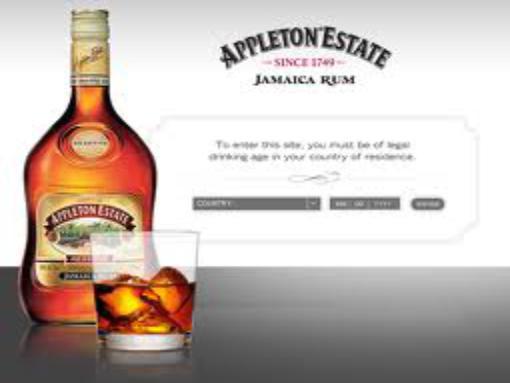 APPLETON ESTATE
SINCE 1749
JAMAICA RUM
To enter this site, you must be of legal
drinking age in your country of residence.
COUNTRY
YYYY
APPLETON ESTATE